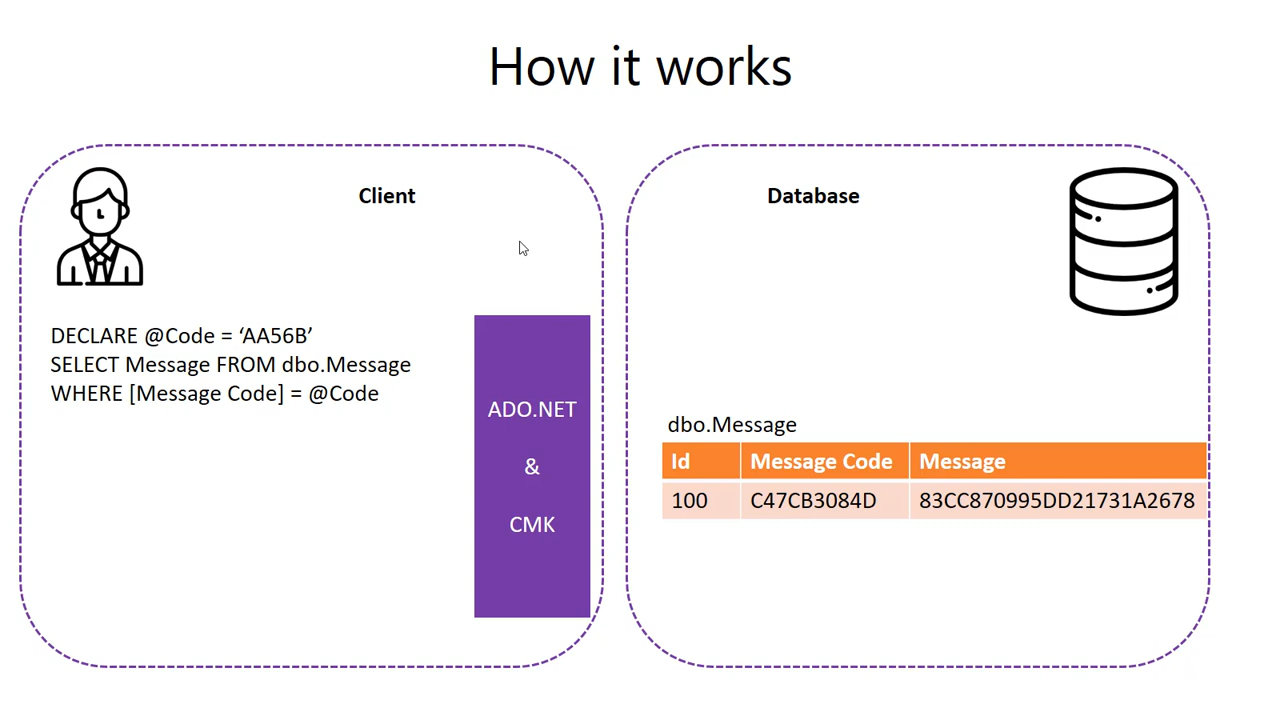 How it works
Client
DECLARE @Code = ‘AA56B’
SELECT Message FROM dbo.Message
WHERE [Message Code] = @Code
ADO.NET
&
CMK
Database
dbo.Message
Id Message Code Message
100 C47CB3084D 83CC870995DD21731A2678